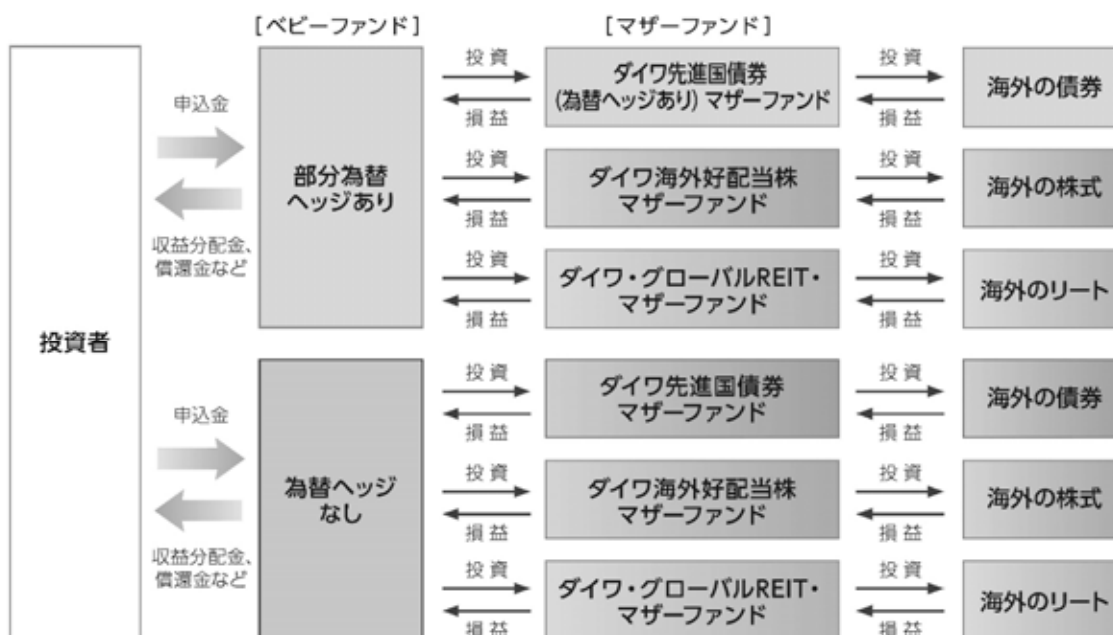 [ベビーファンド]
[マザーファンド]
投資者
申込金
収益分配金、
償還金など
部分為替
ヘッジあり
投資
損益
ダイワ先進国債券
(為替ヘッジあり) マザーファンド
投資
損益
海外の債券
投資
損益
ダイワ海外好配当株
マザーファンド
投資
損益
海外の株式
投資
損益
ダイワ・グローバルREIT・
マザーファンド
投資
損益
海外のリート
申込金
収益分配金、
償還金など
為替ヘッジ
なし
投資
損益
ダイワ先進国債券
マザーファンド
投資
損益
海外の債券
投資
損益
ダイワ海外好配当株
マザーファンド
投資
損益
海外の株式
投資
損益
ダイワ・グローバルREIT・
マザーファンド
投資
損益
海外のリート